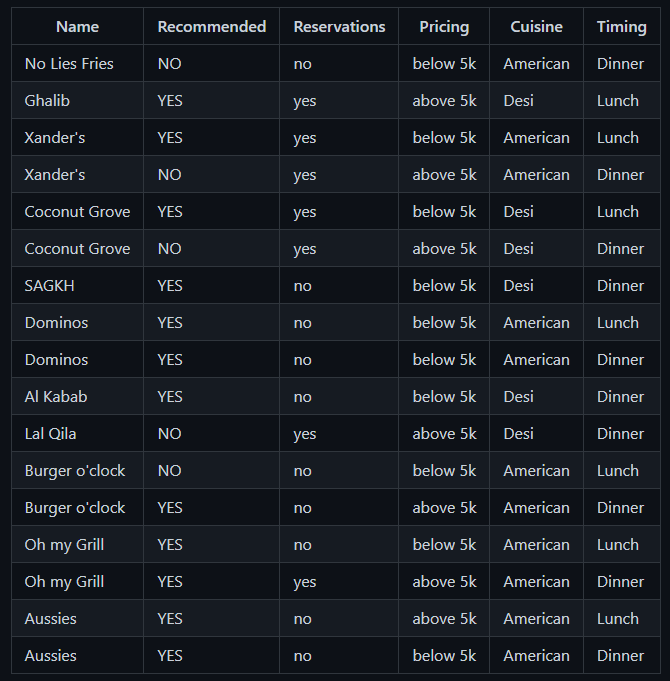 Name Recommended Reservations Pricing Cuisine Timing
No Lies Fries NO no below 5k American Dinner
Ghalib YES yes above 5k Desi Lunch
Xander's YES yes below 5k American Lunch
Xander's NO yes above 5k American Dinner
Coconut Grove YES yes below 5k Desi Lunch
Coconut Grove NO yes above 5k Desi Dinner
SAGKH YES no below 5k Desi Dinner
Dominos YES no below 5k American Lunch
Dominos YES no below 5k American Dinner
Al Kabab YES no below 5k Desi Dinner
Lal Qila NO yes above 5k Desi Dinner
Burger o'clock NO no below 5k American Lunch
Burger o'clock YES no above 5k American Dinner
Oh my Grill YES no below 5k American Lunch
Oh my Grill YES yes above 5k American Dinner
Aussies YES no above 5k American Lunch
Aussies YES no below 5k American Dinner